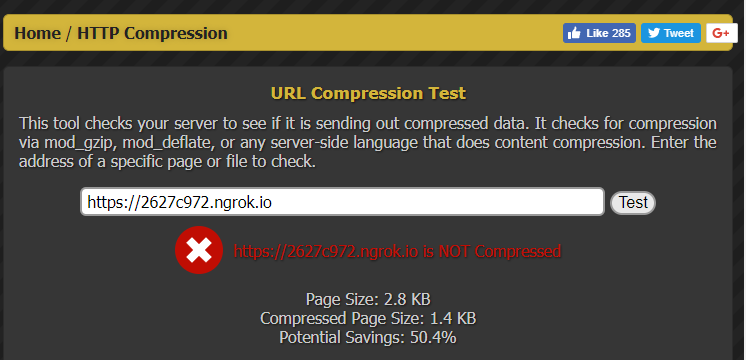 Home / HTTP Compression
Like 285
Tweet
G+
URL Compression Test
This tool checks your server to see if it is sending out compressed data. It checks for compression
via mod_gzip, mod_deflate, or any server-side language that does content compression. Enter the
address of a specific page or file to check.
https://2627c972.ngrok.io
Test
https://2627c972.ngrok.io is NOT Compressed
Page Size: 2.8 KB
Compressed Page Size: 1.4 KB
Potential Savings: 50.4%